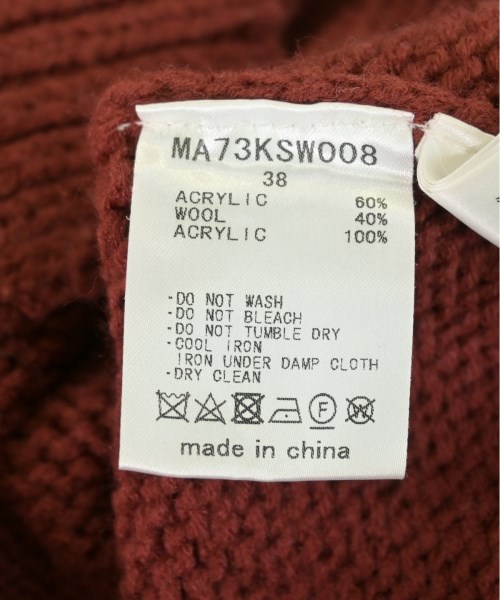 MA73KSW008
38
ACRYLIC 60%
WOOL 40%
ACRYLIC 100%
-DO NOT WASH
-DO NOT BLEACH
-DO NOT TUMBLE DRY
-COOL IRON
IRON UNDER DAMP CLOTH
-DRY CLEAN
F W
made in china